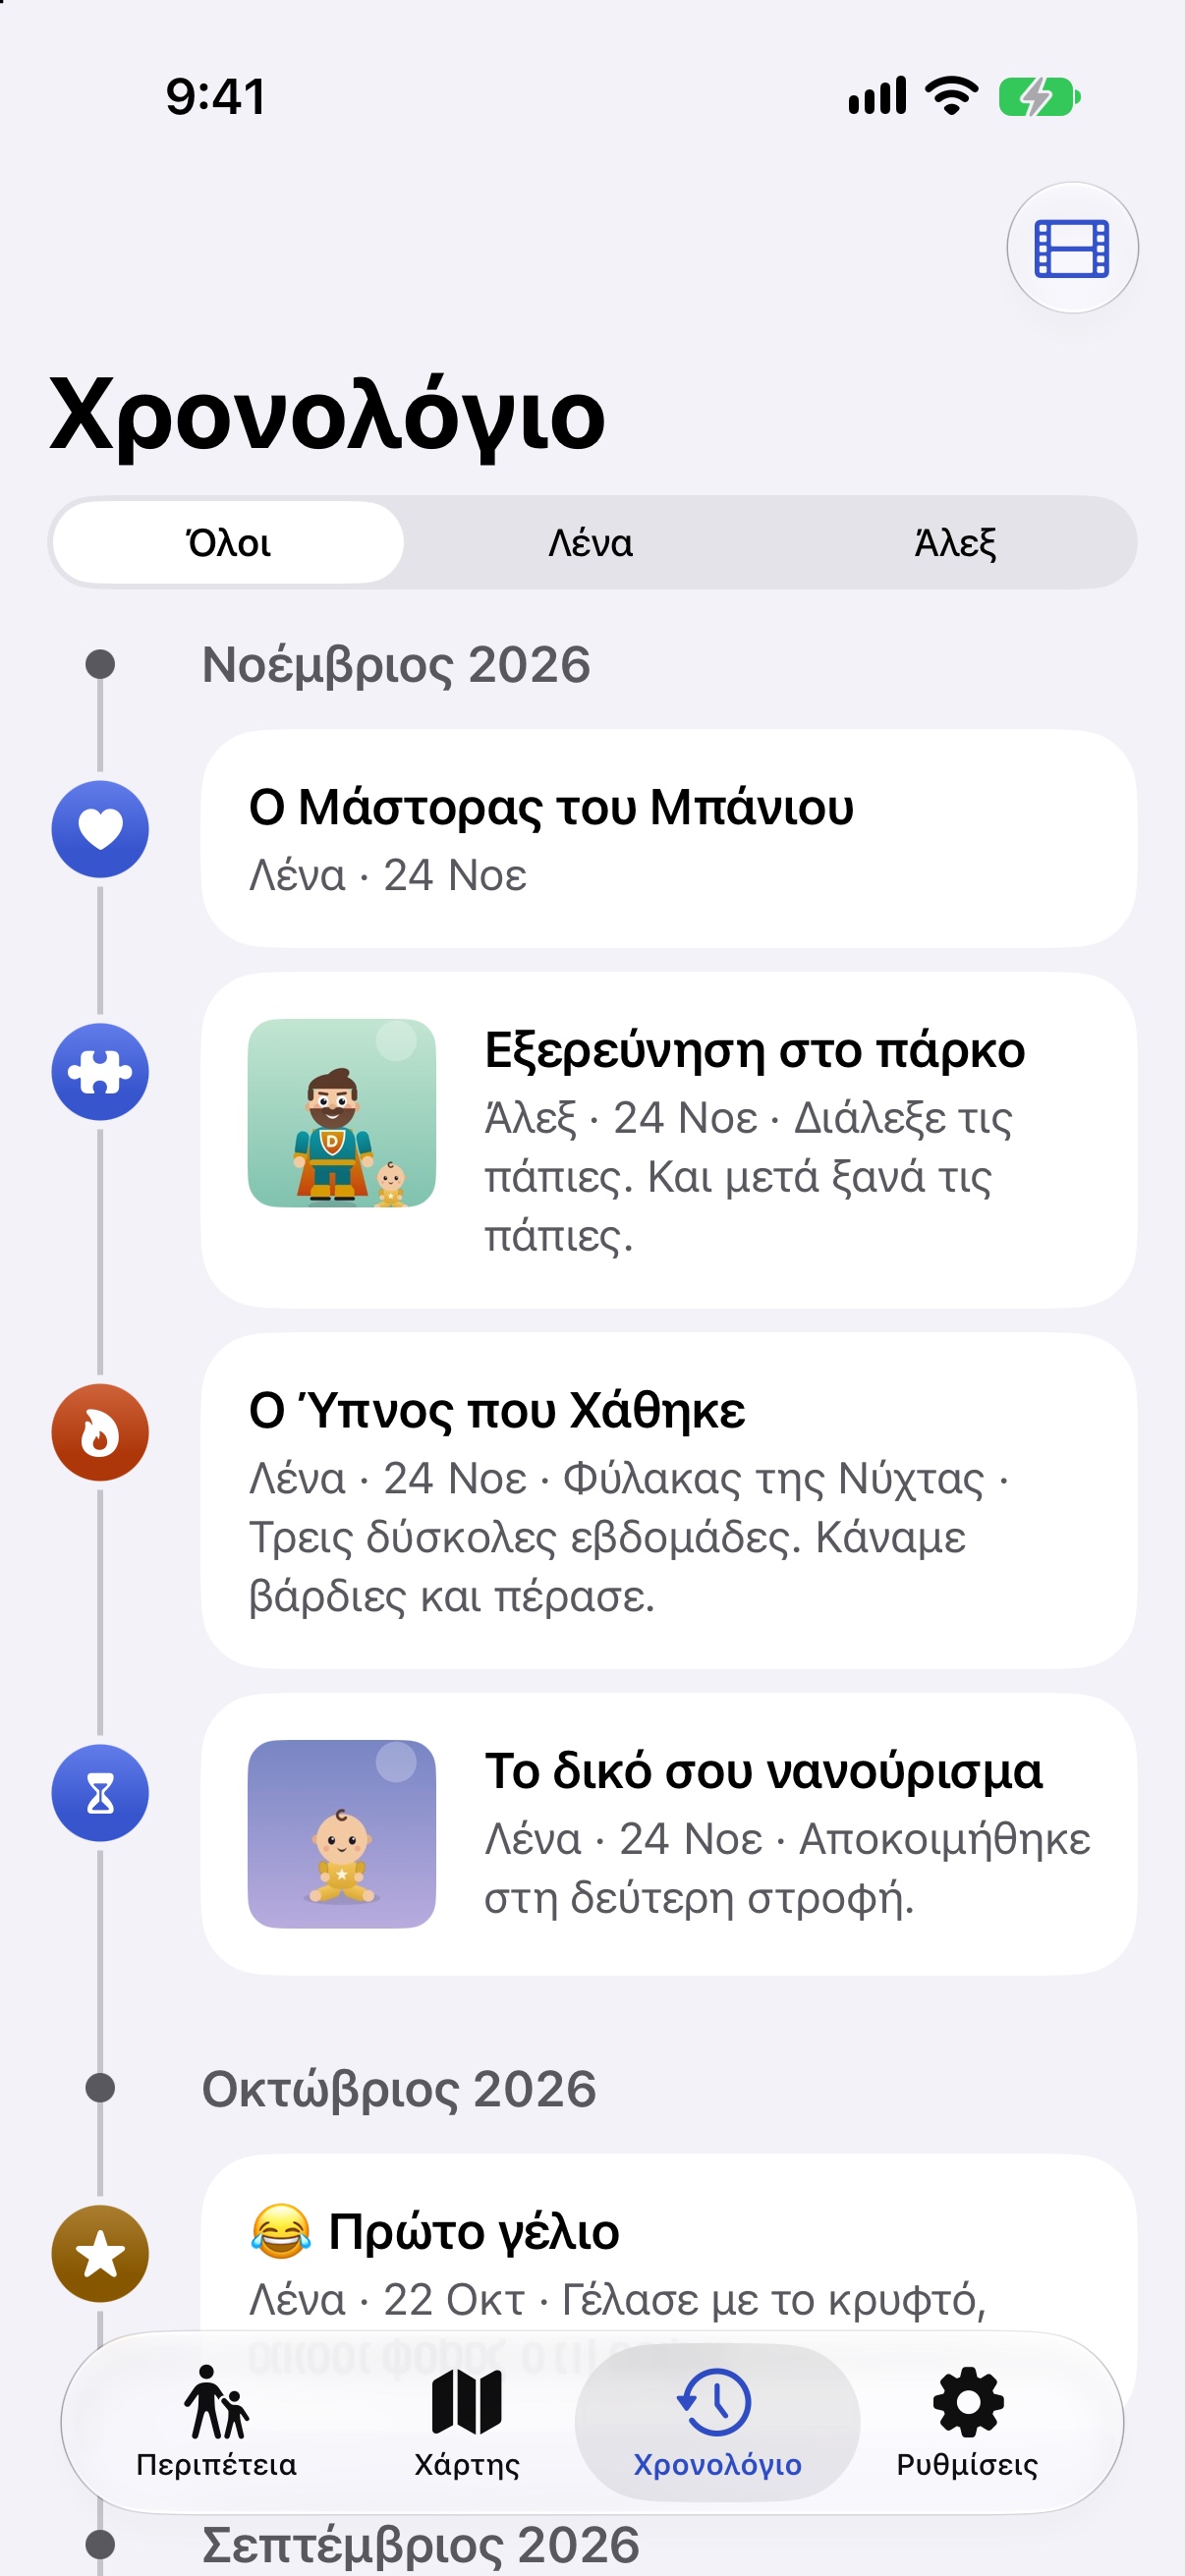 9:41
Χρονολόγιο
Όλοι
Λένα
Άλεξ
Νοέμβριος 2026
Ο Μάστορας του Μπάνιου
Λένα · 24 Νοε
D
Εξερεύνηση στο πάρκο
Άλεξ · 24 Νοε · Διάλεξε τις
πάπιες. Και μετά ξανά τις
πάπιες.
Ο Ύπνος που Χάθηκε
Λένα · 24 Νοε · Φύλακας της Νύχτας ·
Τρεις δύσκολες εβδομάδες. Κάναμε
βάρδιες και πέρασε.
Το δικό σου νανούρισμα
Λένα · 24 Νοε · Αποκοιμήθηκε
στη δεύτερη στροφή.
Οκτώβριος 2026
😂 Πρώτο γέλιο
Λένα · 22 Οκτ · Γέλασε με το κρυφτό,
Περιπέτεια
Χάρτης
Χρονολόγιο
Ρυθμίσεις
Σεπτέμβριος 2026